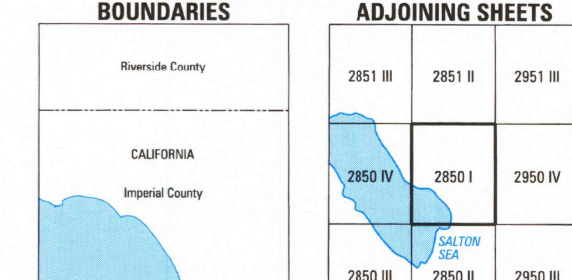 BOUNDARIES
Riverside County
CALIFORNIA
Imperial County
ADJOINING SHEETS
2851 III 2851 II 2951 III
2850 IV 2850 I 2950 IV
SALTON
SEA
2850 III 2850 II 2950 III